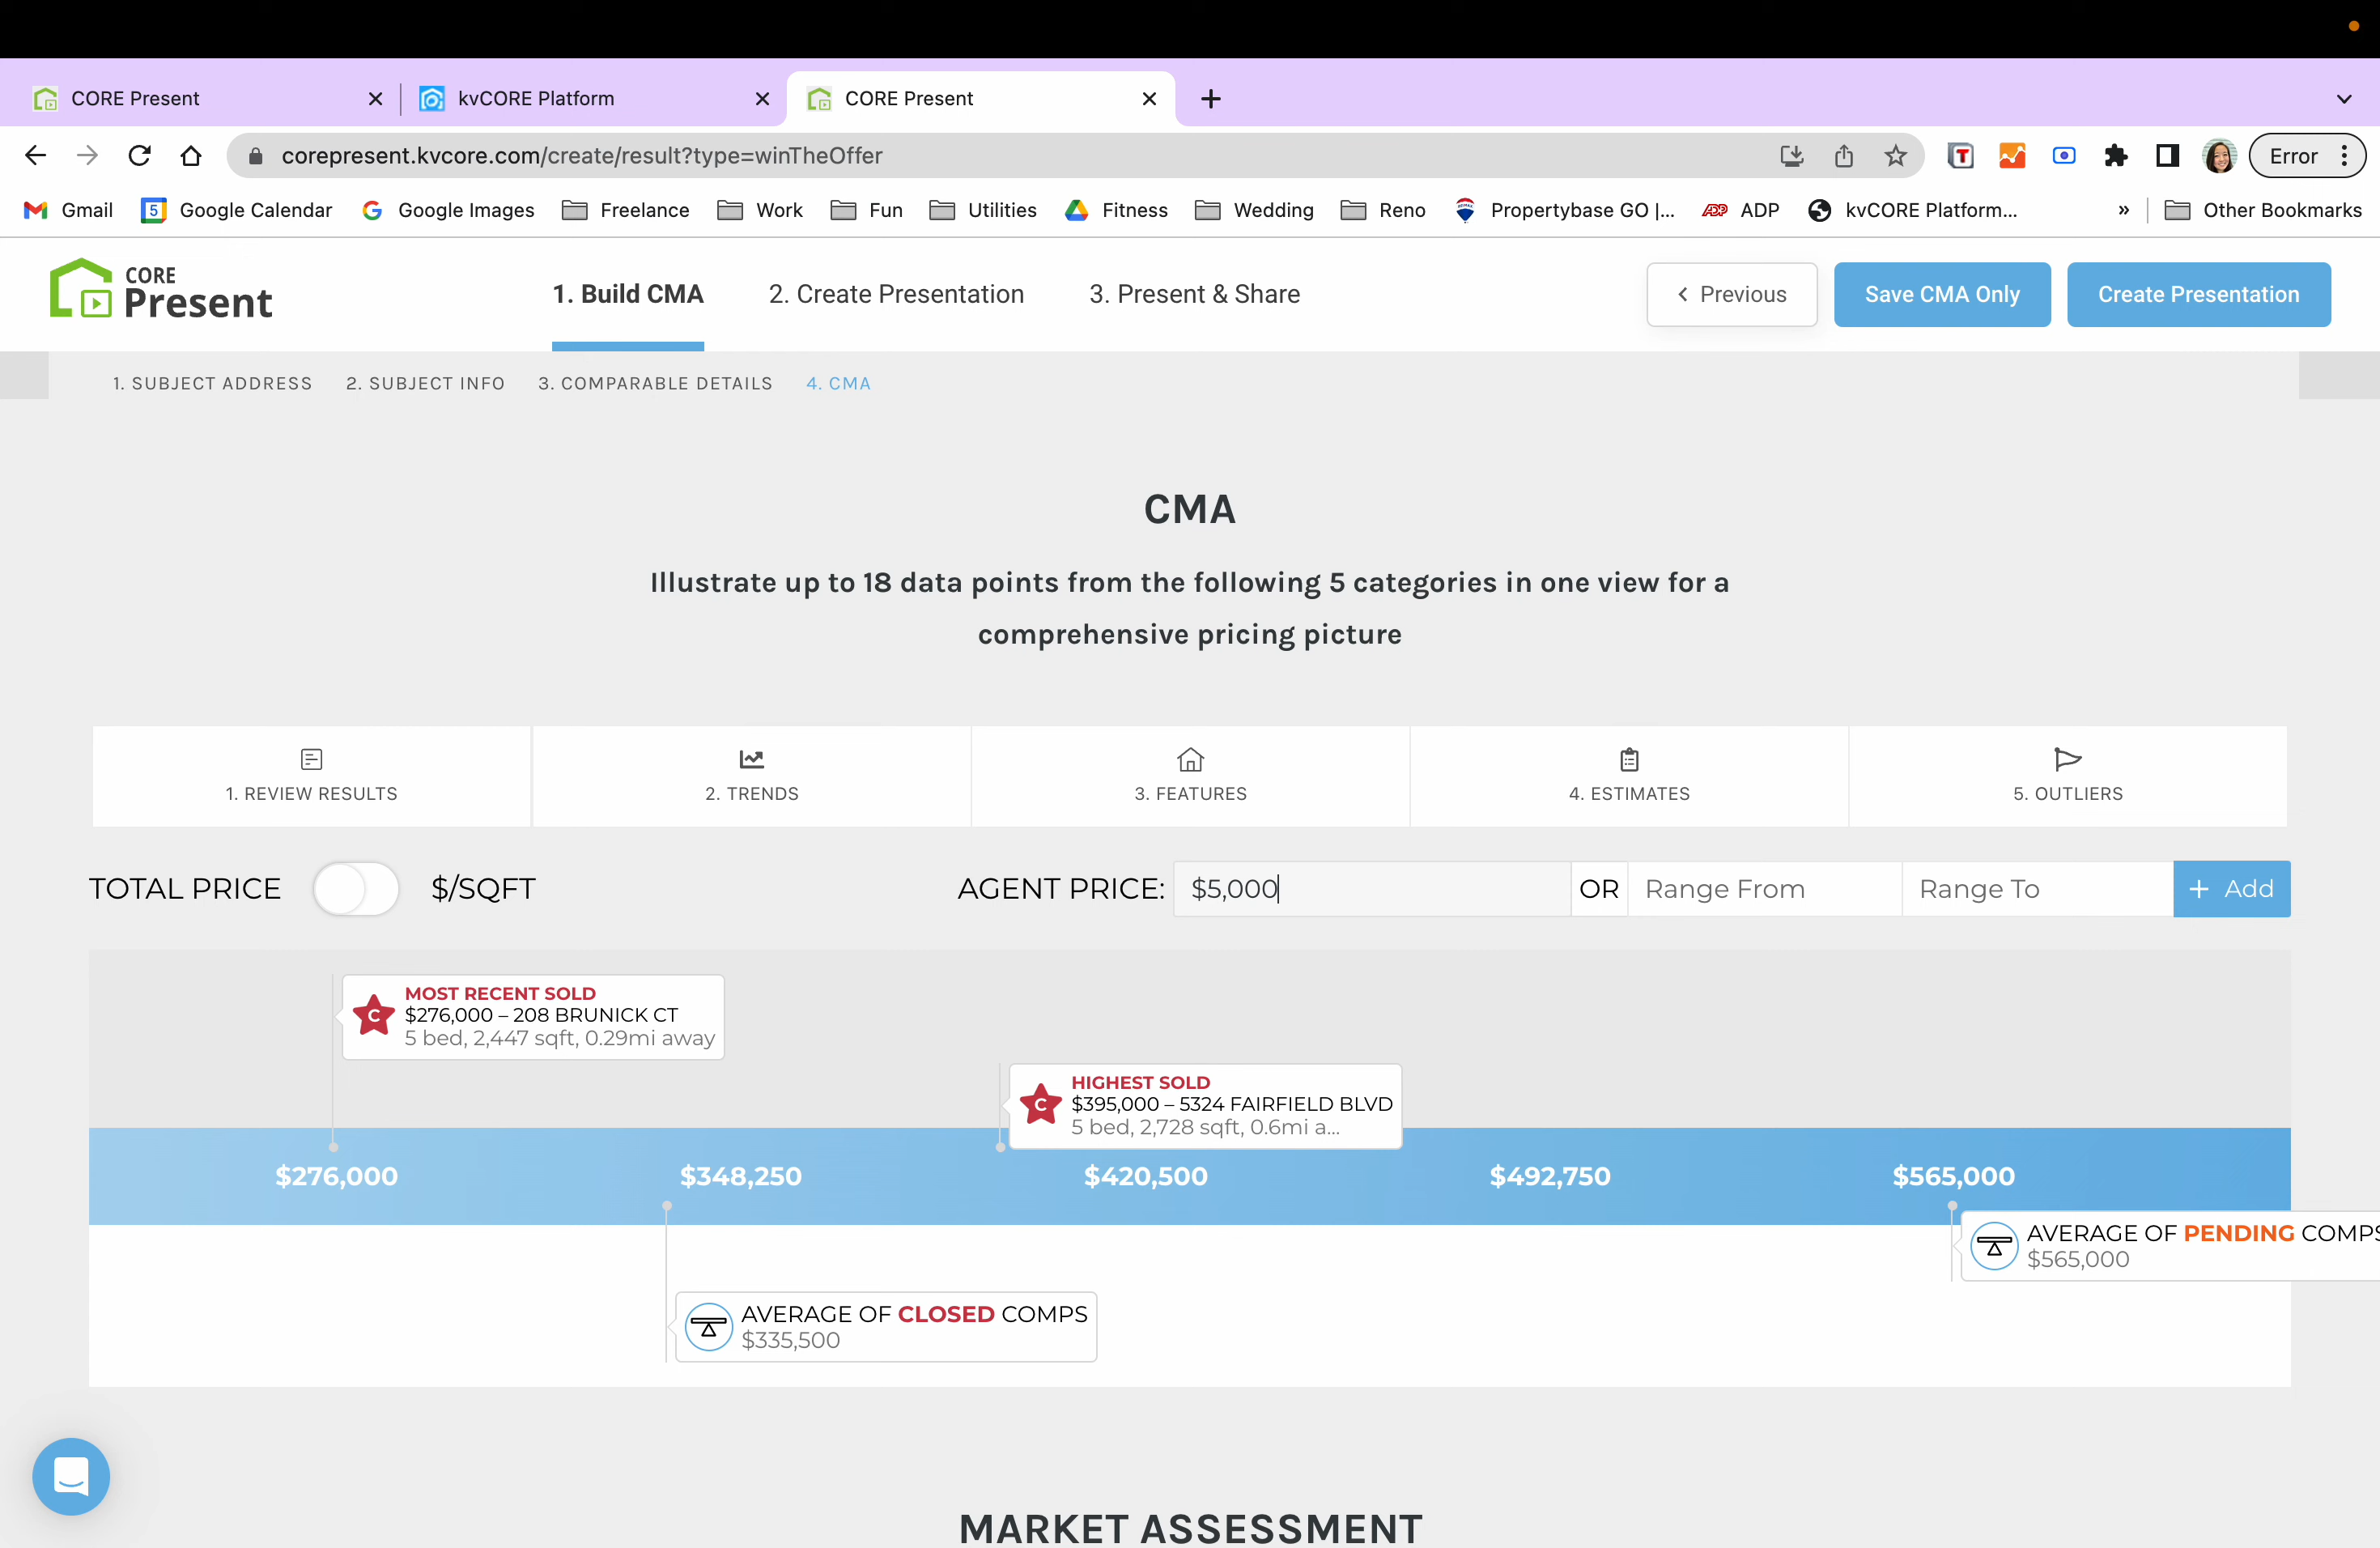 CORE Present
kvCORE Platform
CORE Present
corepresent.kvcore.com/create/result?type=winTheOffer
Error
Gmail
5
Google Calendar
Google Images
Freelance
Work
Fun
Utilities
Fitness
Wedding
Reno
Propertybase GO |...
ADP
ADP
kvCORE Platform...
»
Other Bookmarks
CORE
Present
1. Build CMA
2. Create Presentation
3. Present & Share
Previous
Save CMA Only
Create Presentation
1. SUBJECT ADDRESS
2. SUBJECT INFO
3. COMPARABLE DETAILS
4. CMA
CMA
Illustrate up to 18 data points from the following 5 categories in one view for a
comprehensive pricing picture
1. REVIEW RESULTS
2. TRENDS
3. FEATURES
4. ESTIMATES
5. OUTLIERS
TOTAL PRICE
$/SQFT
AGENT PRICE:
$5,000
OR
Range From
Range To
+ Add
MOST RECENT SOLD
C
$276,000 – 208 BRUNICK CT
5 bed, 2,447 sqft, 0.29mi away
HIGHEST SOLD
C
$395,000 – 5324 FAIRFIELD BLVD
5 bed, 2,728 sqft, 0.6mi a...
$276,000
$348,250
$420,500
$492,750
$565,000
AVERAGE OF PENDING COMPS
$565,000
AVERAGE OF CLOSED COMPS
$335,500
MARKET ASSESSMENT